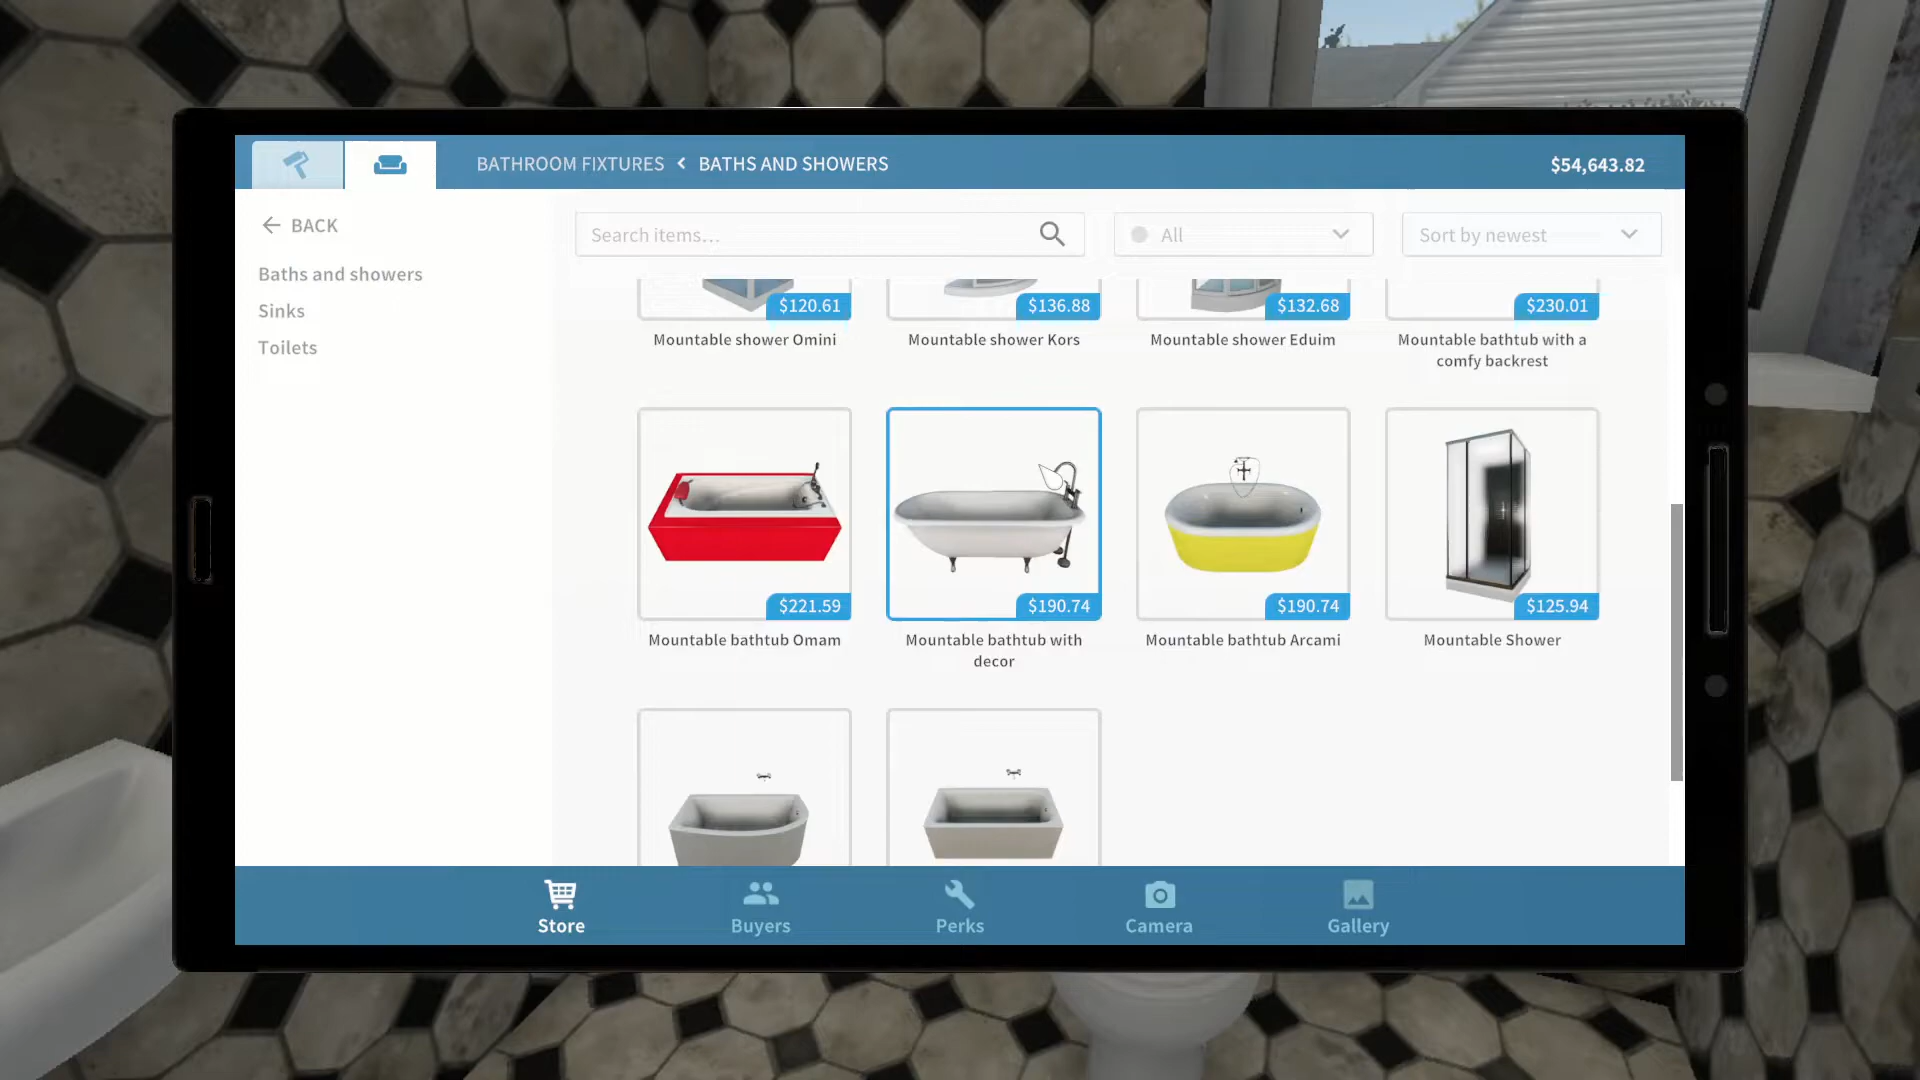 BATHROOM FIXTURES < BATHS AND SHOWERS
$54,643.82
BACK
Search items...
All
Sort by newest
Baths and showers
Sinks
Toilets
$120.61
$136.88
$132.68
$230.01
Mountable shower Omini
Mountable shower Kors
Mountable shower Eduim
Mountable bathtub with a
comfy backrest
$221.59
$190.74
$190.74
$125.94
Mountable bathtub Omam
Mountable bathtub with
decor
Mountable bathtub Arcami
Mountable Shower
Store
Buyers
Perks
Camera
Gallery